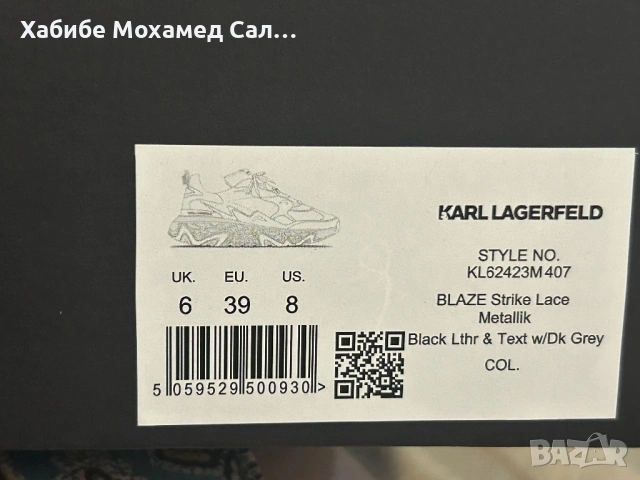 Хабибе Мохамед Сал...
KARL LAGERFELD
STYLE NO.
KL62423M 407
UK. EU. US.
6 39 8
BLAZE Strike Lace
Metallik
Black Lthr & Text w/Dk Grey
COL.
5 059529 500930 >
BAZAR